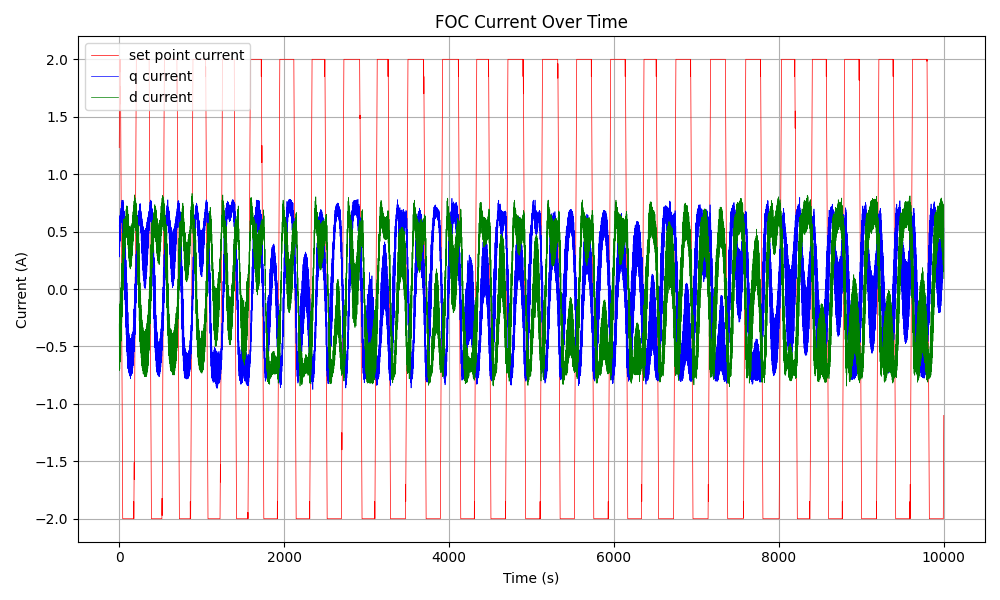 FOC Current Over Time
set point current
q current
d current
2.0
1.5
1.0
0.5
0.0
−0.5
−1.0
−1.5
−2.0
Current (A)
0 2000 4000 6000 8000 10000
Time (s)